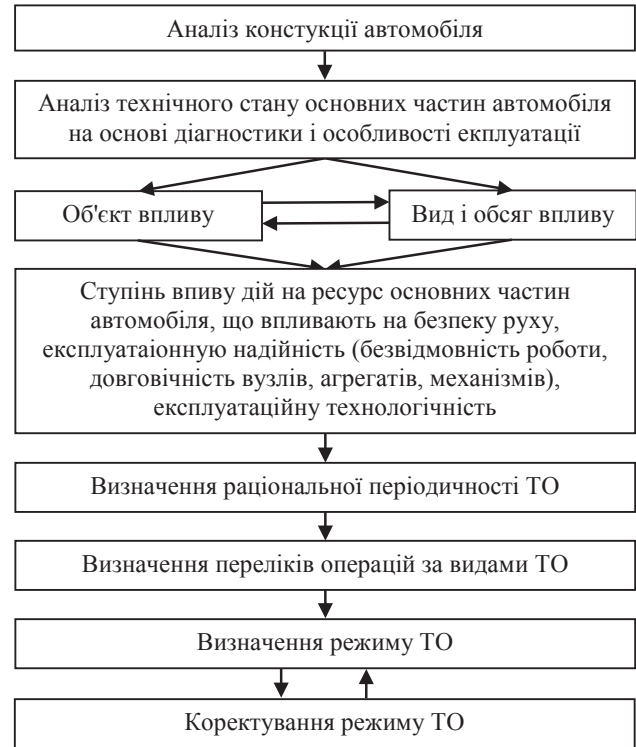 Аналіз констукції автомобіля
Аналіз технічного стану основних частин автомобіля
на основі діагностики і особливості екплуатації
Об'єкт впливу
Вид і обсяг впливу
Ступінь впиву дій на ресурс основних частин
автомобіля, що впливають на безпеку руху,
експлуатаіонную надійність (безвідмовність роботи,
довговічність вузлів, агрегатів, механізмів),
експлуатаційну технологічність
Визначення раціональної періодичності ТО
Визначення переліків операцій за видами ТО
Визначення режиму ТО
Коректування режиму ТО